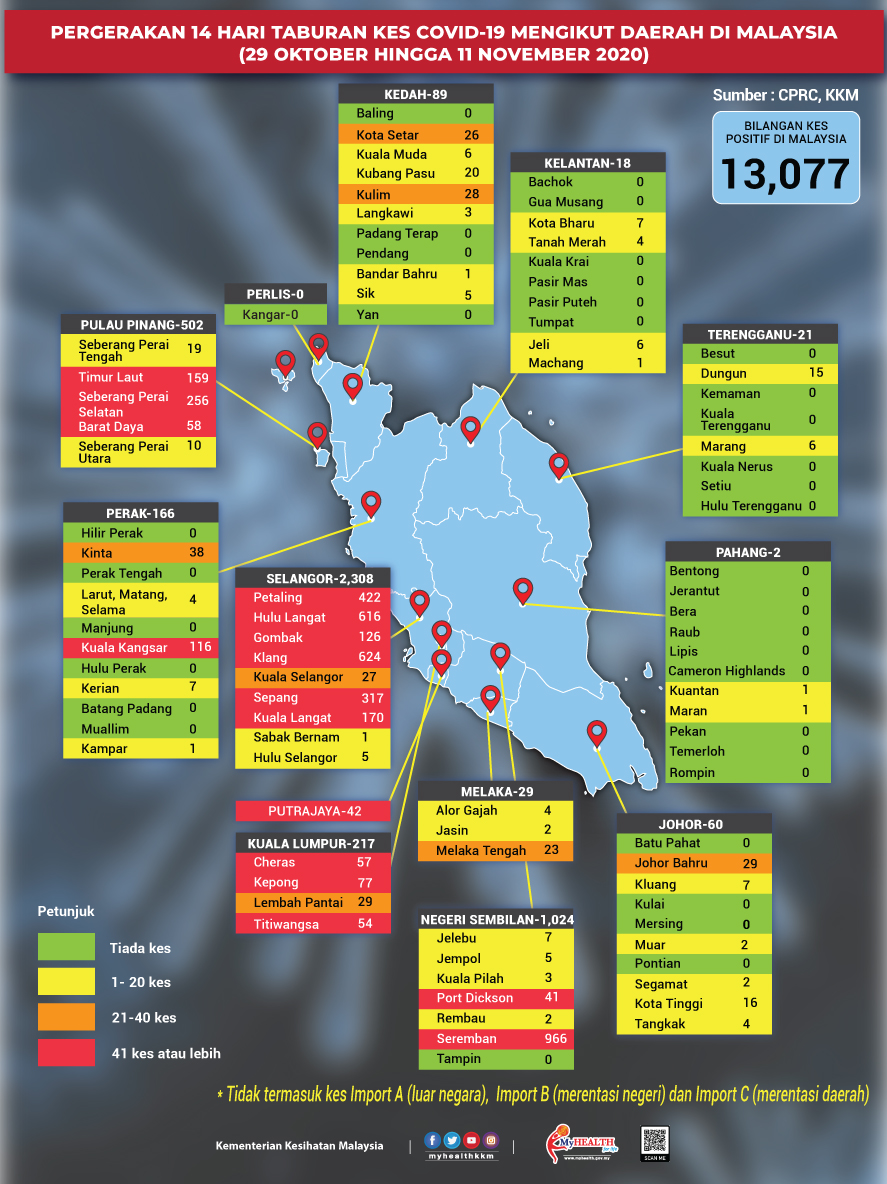 PERGERAKAN 14 HARI TABURAN KES COVID-19 MENGIKUT DAERAH DI MALAYSIA
(29 OKTOBER HINGGA 11 NOVEMBER 2020)
Sumber : CPRC, KKM
BILANGAN KES
POSITIF DI MALAYSIA
13,077
KEDAH-89
Baling 0
Kota Setar 26
Kuala Muda 6
Kubang Pasu 20
Kulim 28
Langkawi 3
Padang Terap 0
Pendang 0
Bandar Bahru 1
Sik 5
Yan 0
KELANTAN-18
Bachok 0
Gua Musang 0
Kota Bharu 7
Tanah Merah 4
Kuala Krai 0
Pasir Mas 0
Pasir Puteh 0
Tumpat 0
Jeli 6
Machang 1
PERLIS-0
Kangar-0
PULAU PINANG-502
Seberang Perai
Tengah 19
Timur Laut 159
Seberang Perai
Selatan 256
Barat Daya 58
Seberang Perai
Utara 10
TERENGGANU-21
Besut 0
Dungun 15
Kemaman 0
Kuala
Terengganu 0
Marang 6
Kuala Nerus 0
Setiu 0
Hulu Terengganu 0
PERAK-166
Hilir Perak 0
Kinta 38
Perak Tengah 0
Larut, Matang,
Selama 4
Manjung 0
Kuala Kangsar 116
Hulu Perak 0
Kerian 7
Batang Padang 0
Muallim 0
Kampar 1
SELANGOR-2,308
Petaling 422
Hulu Langat 616
Gombak 126
Klang 624
Kuala Selangor 27
Sepang 317
Kuala Langat 170
Sabak Bernam 1
Hulu Selangor 5
PAHANG-2
Bentong 0
Jerantut 0
Bera 0
Raub 0
Lipis 0
Cameron Highlands 0
Kuantan 1
Maran 1
Pekan 0
Temerloh 0
Rompin 0
PUTRAJAYA-42
KUALA LUMPUR-217
Cheras 57
Kepong 77
Lembah Pantai 29
Titiwangsa 54
MELAKA-29
Alor Gajah 4
Jasin 2
Melaka Tengah 23
JOHOR-60
Batu Pahat 0
Johor Bahru 29
Kluang 7
Kulai 0
Mersing 0
Muar 2
Pontian 0
Segamat 2
Kota Tinggi 16
Tangkak 4
NEGERI SEMBILAN-1,024
Jelebu 7
Jempol 5
Kuala Pilah 3
Port Dickson 41
Rembau 2
Seremban 966
Tampin 0
Petunjuk
Tiada kes
1- 20 kes
21-40 kes
41 kes atau lebih
* Tidak termasuk kes Import A (luar negara), Import B (merentasi negeri) dan Import C (merentasi daerah)
Kementerian Kesihatan Malaysia
myhealthkkm
MyHEALTH
for life
www.myhealth.gov.my
SCAN ME